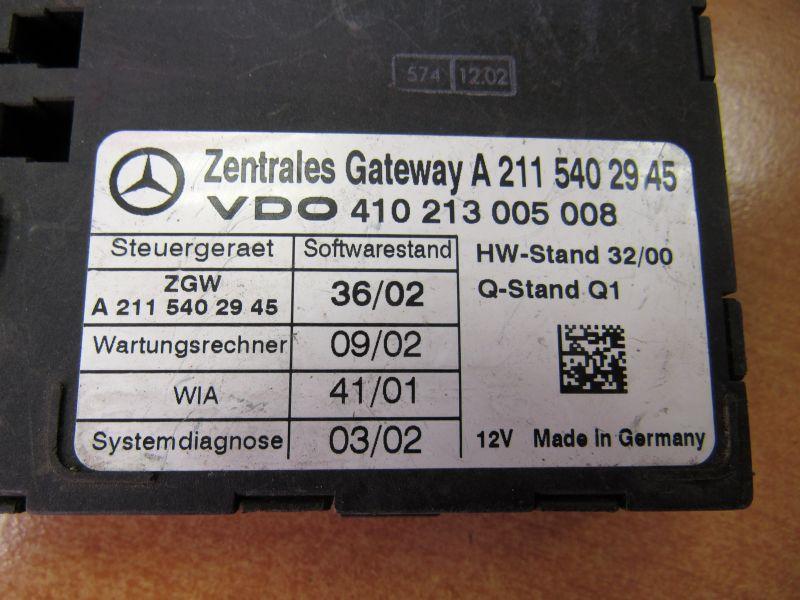 574 12.02
Zentrales Gateway A 211 540 29 45
VDO 410 213 005 008
Steuergeraet Softwarestand
HW-Stand 32/00
ZGW
A 211 540 29 45 36/02
Q-Stand Q1
Wartungsrechner 09/02
WIA 41/01
Systemdiagnose 03/02
12V Made in Germany